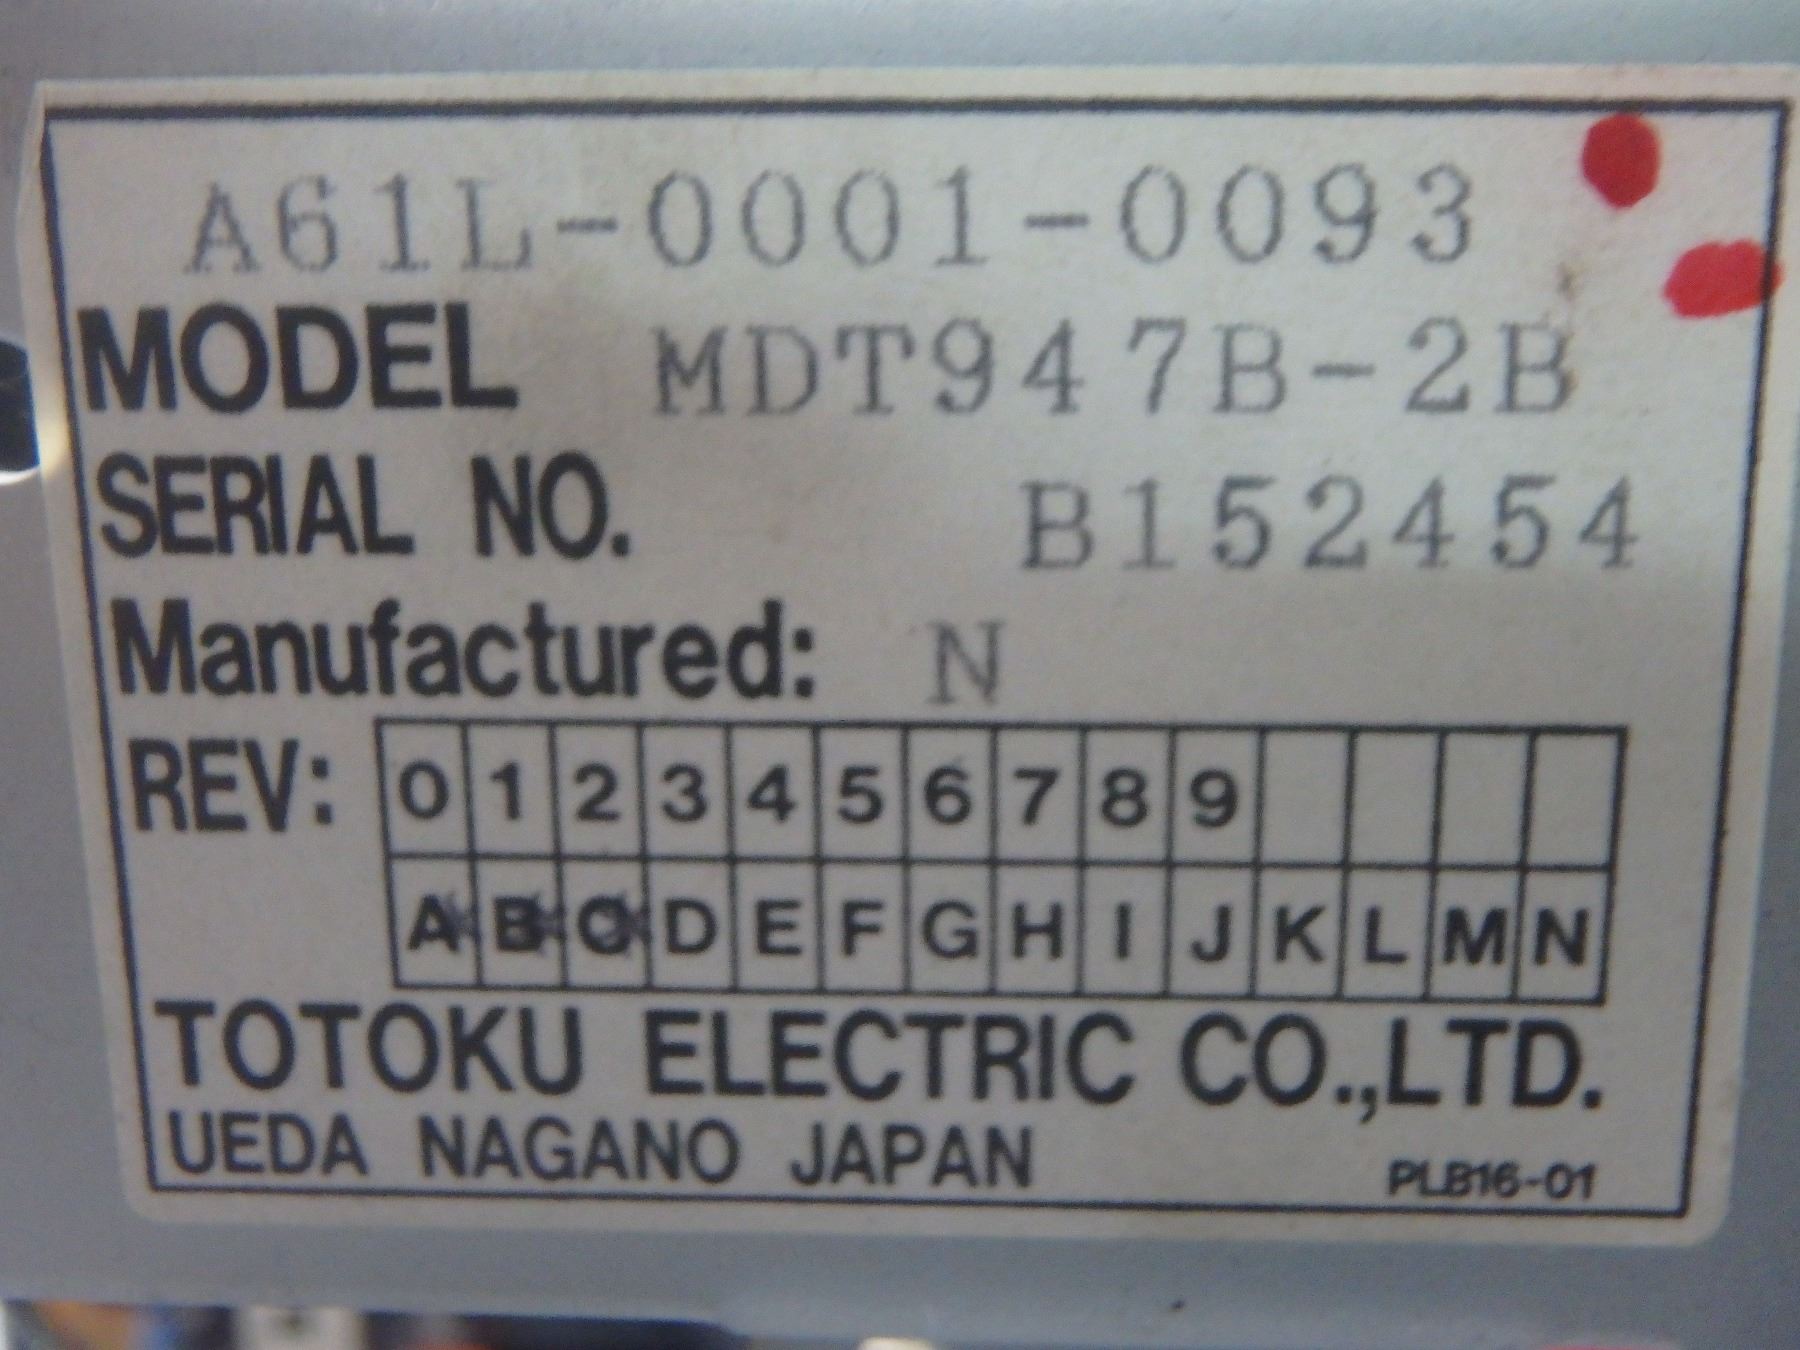 A61L-0001-0093
MODEL MDT947B-2B
SERIAL NO. B152454
Manufactured: N
REV: 0 1 2 3 4 5 6 7 8 9
A B C D E F G H I J K L M N
TOTOKU ELECTRIC CO.,LTD.
UEDA NAGANO JAPAN PLB16-01